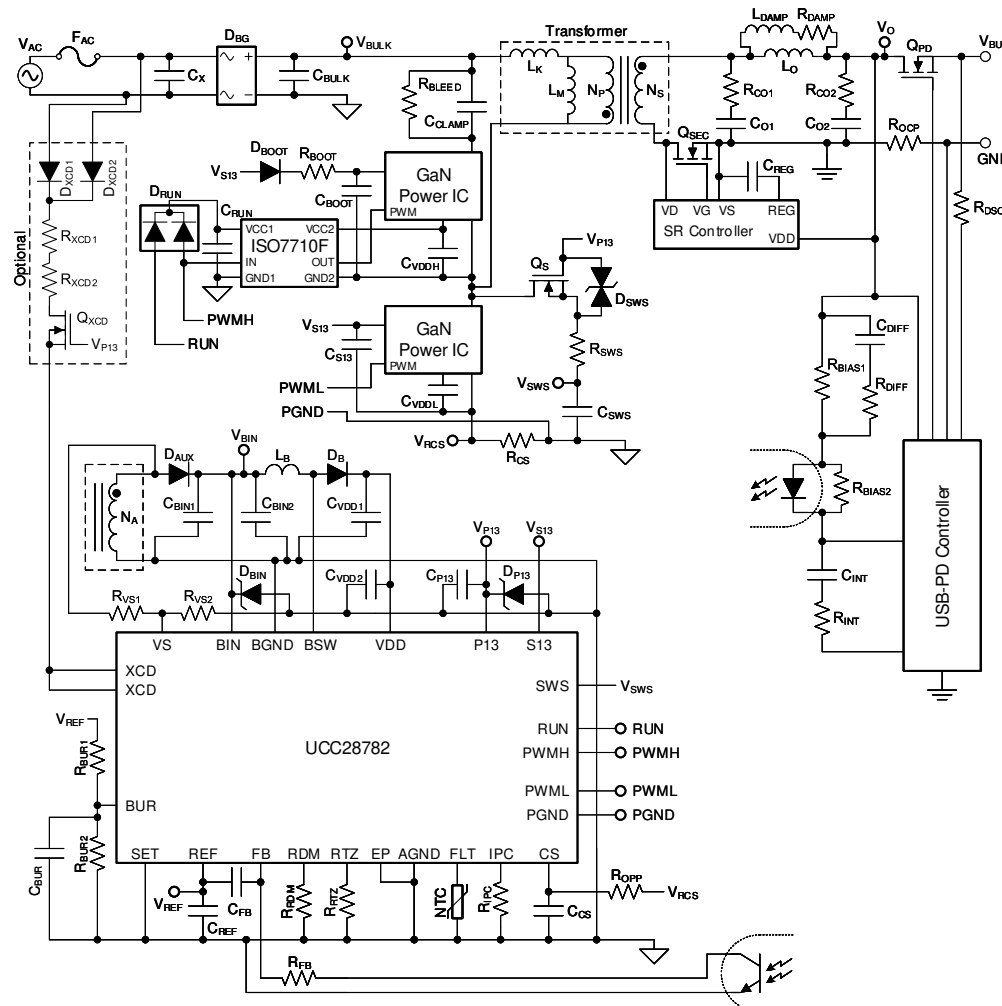 Transformer
LDAMP RDAMP
VAC FAC DBG VBULK VO QPD VBU
LK LO
CX CBULK RBLEED LM NP NS RCO1 RCO2
CCLAMP CO1 CO2 ROCP
QSEC
GND
DBOOT RBOOT
VS13
GaN
Power IC
PWM
CBOOT
CREG
VD VG VS REG
SR Controller
VDD
RDSC
Optional
DXCD1 DXCD2
DRUN CRUN
VCC1 VCC2
ISO7710F
IN OUT
GND1 GND2
CVDDH
RXCD1
RXCD2
QXCD
VP13
PWMH
RUN
VP13
QS
DSWS
VS13
GaN
Power IC
PWM
CS13
RSWS
PWML
CVDDL
VSWS
PGND
CSWS
VRCS
RCS
CDIFF
RBIAS1
RDIFF
RBIAS2
CINT
RINT
USB-PD Controller
VBIN
DAUX LB DB
NA
CBIN1 CBIN2 CVDD1
VP13 VS13
DBIN CVDD2 CP13 DP13
RVS1 RVS2
VS BIN BGND BSW VDD P13 S13
XCD
XCD
SWS VSWS
VREF
RUN RUN
UCC28782
PWMH PWMH
RBUR1
PWML PWML
BUR
PGND PGND
RBUR2
CBUR
SET REF FB RDM RTZ EP AGND FLT IPC CS
ROPP VRCS
VREF CFB RRDM RRTZ NTC RIPC CCS
CREF
RFB